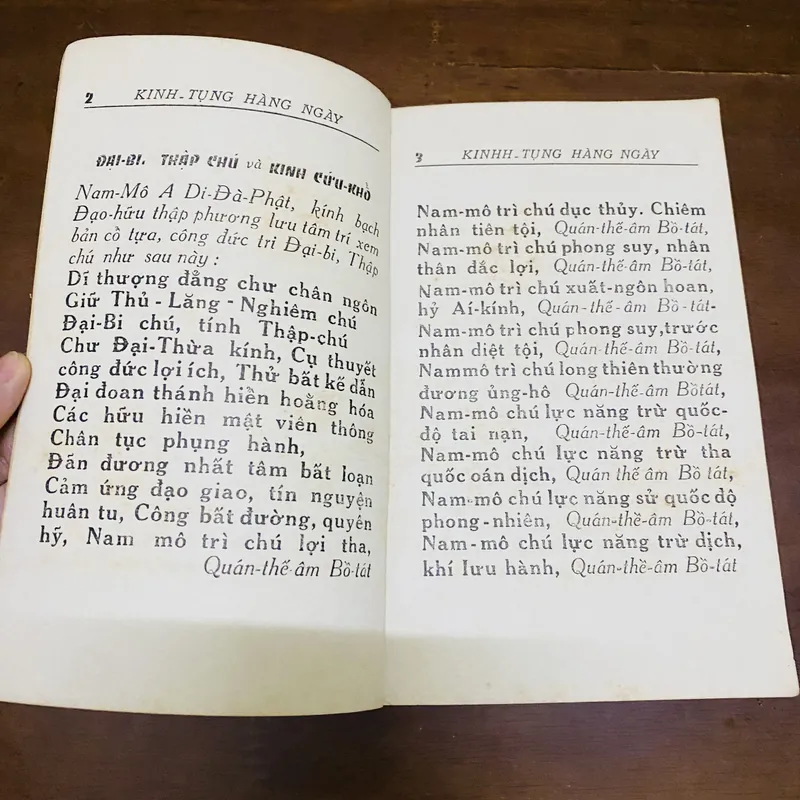 2 KINH-TỤNG HÀNG NGÀY
ĐẠI-BI. THẬP CHÚ và KINH CỨU-KHỔ
Nam-Mô A Di-Đà-Phật, kính bạch
Đạo-hữu thập phương lưu tâm trí xem
bản cồ tựa, công đức tri Đại-bi, Thập
chú như sau này :
Dĩ thượng đẳng chư chân ngôn
Giữ Thủ - Lăng - Nghiêm chú
Đại-Bi chú, tính Thập-chú
Chư Đại-Thừa kính, Cụ thuyết
công đức lợi ích, Thử bất kẽ dẫn
Đại đoan thánh hiền hoằng hóa
Các hữu hiền mật viên thông
Chân tục phụng hành,
Đãn đương nhất tâm bất loạn
Cảm ứng đạo giao, tín nguyện
huân tu, Công bất đường, quyên
hỹ, Nam mô trì chú lợi tha,
Quán-thế-âm Bồ-tát
3 KINHH-TỤNG HÀNG NGÀY
Nam-mô trì chú dục thủy. Chiêm
nhân tiên tội, Quán-thế-âm Bồ-tát,
Nam-mô trì chú phong suy, nhân
thân dắc lợi, Quán-thế-âm Bồ-tát,
Nam-mô trì chú xuất-ngôn hoan,
hỷ Aí-kính, Quán-thế-âm Bồ-tát-
Nam-mô trì chú phong suy,trước
nhân diệt tội, Quán-thế-âm Bồ-tát,
Nammô trì chú long thiên thường
đương ủng-hô Quán-thế-âm Bồtát,
Nam-mô chú lực năng trừ quốc-
độ tai nạn, Quán-thế-âm Bồ-tát,
Nam-mô chú lực năng trừ tha
quốc oán dịch, Quán thế âm Bồ tát,
Nam-mô chú lực năng sử quốc dộ
phong-nhiên, Quán-thề-âm Bồ-tát,
Nam-mô chú lực năng trừ dịch,
khí lưu hành, Quán-thề-âm Bồ-tát